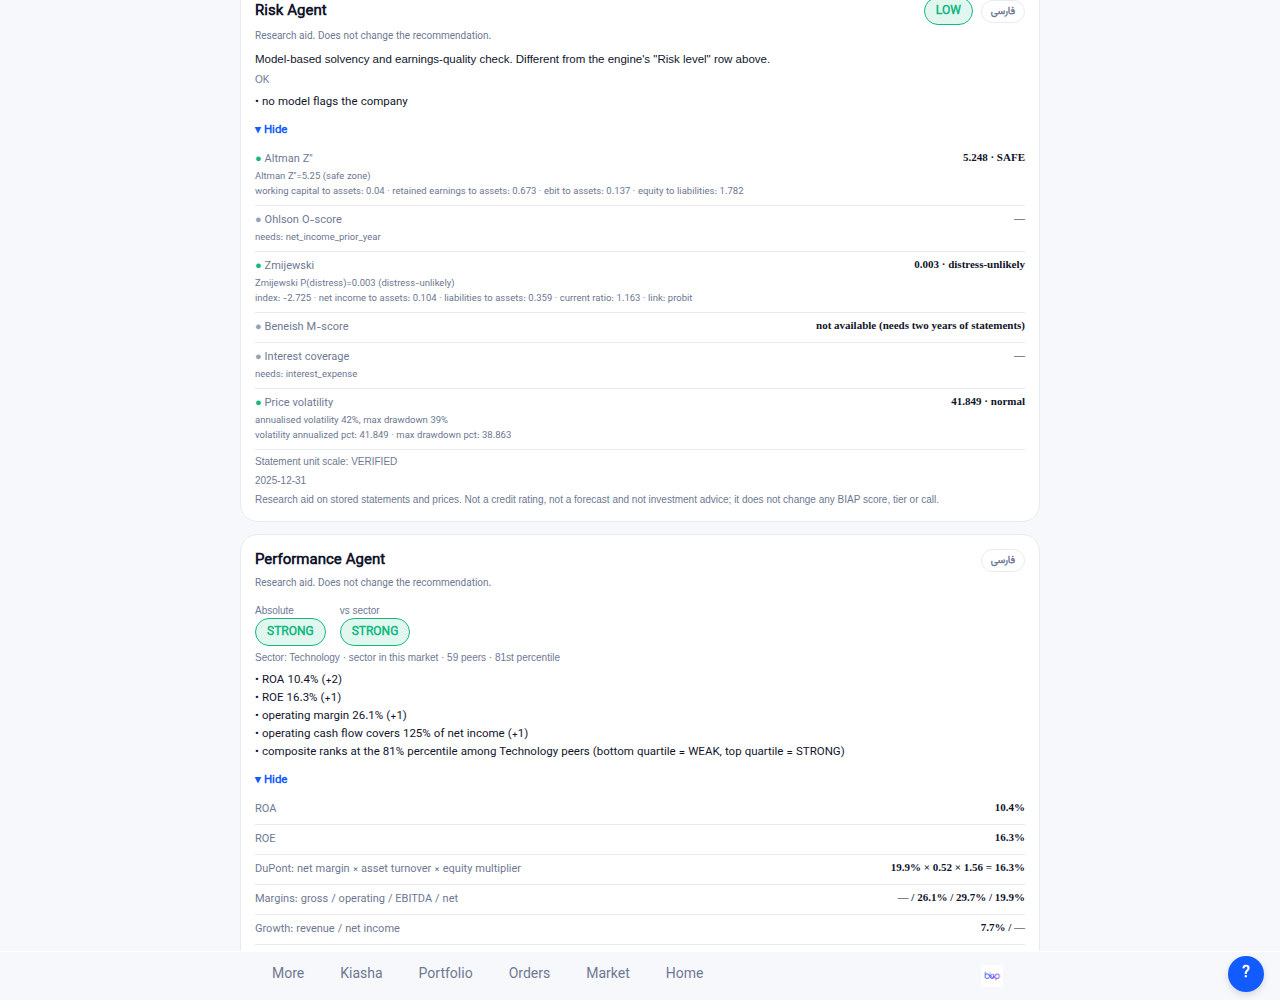 Risk Agent
LOW
فارسی
Research aid. Does not change the recommendation.
Model-based solvency and earnings-quality check. Different from the engine's "Risk level" row above.
OK
• no model flags the company
▾ Hide
● Altman Z"
5.248 · SAFE
Altman Z"=5.25 (safe zone)
working capital to assets: 0.04 · retained earnings to assets: 0.673 · ebit to assets: 0.137 · equity to liabilities: 1.782
● Ohlson O-score
—
needs: net_income_prior_year
● Zmijewski
0.003 · distress-unlikely
Zmijewski P(distress)=0.003 (distress-unlikely)
index: -2.725 · net income to assets: 0.104 · liabilities to assets: 0.359 · current ratio: 1.163 · link: probit
● Beneish M-score
not available (needs two years of statements)
● Interest coverage
—
needs: interest_expense
● Price volatility
41.849 · normal
annualised volatility 42%, max drawdown 39%
volatility annualized pct: 41.849 · max drawdown pct: 38.863
Statement unit scale: VERIFIED
2025-12-31
Research aid on stored statements and prices. Not a credit rating, not a forecast and not investment advice; it does not change any BIAP score, tier or call.
Performance Agent
فارسی
Research aid. Does not change the recommendation.
Absolute
vs sector
STRONG
STRONG
Sector: Technology · sector in this market · 59 peers · 81st percentile
• ROA 10.4% (+2)
• ROE 16.3% (+1)
• operating margin 26.1% (+1)
• operating cash flow covers 125% of net income (+1)
• composite ranks at the 81% percentile among Technology peers (bottom quartile = WEAK, top quartile = STRONG)
▾ Hide
ROA
10.4%
ROE
16.3%
DuPont: net margin × asset turnover × equity multiplier
19.9% × 0.52 × 1.56 = 16.3%
Margins: gross / operating / EBITDA / net
— / 26.1% / 29.7% / 19.9%
Growth: revenue / net income
7.7% / —
More
Kiasha
Portfolio
Orders
Market
Home
?